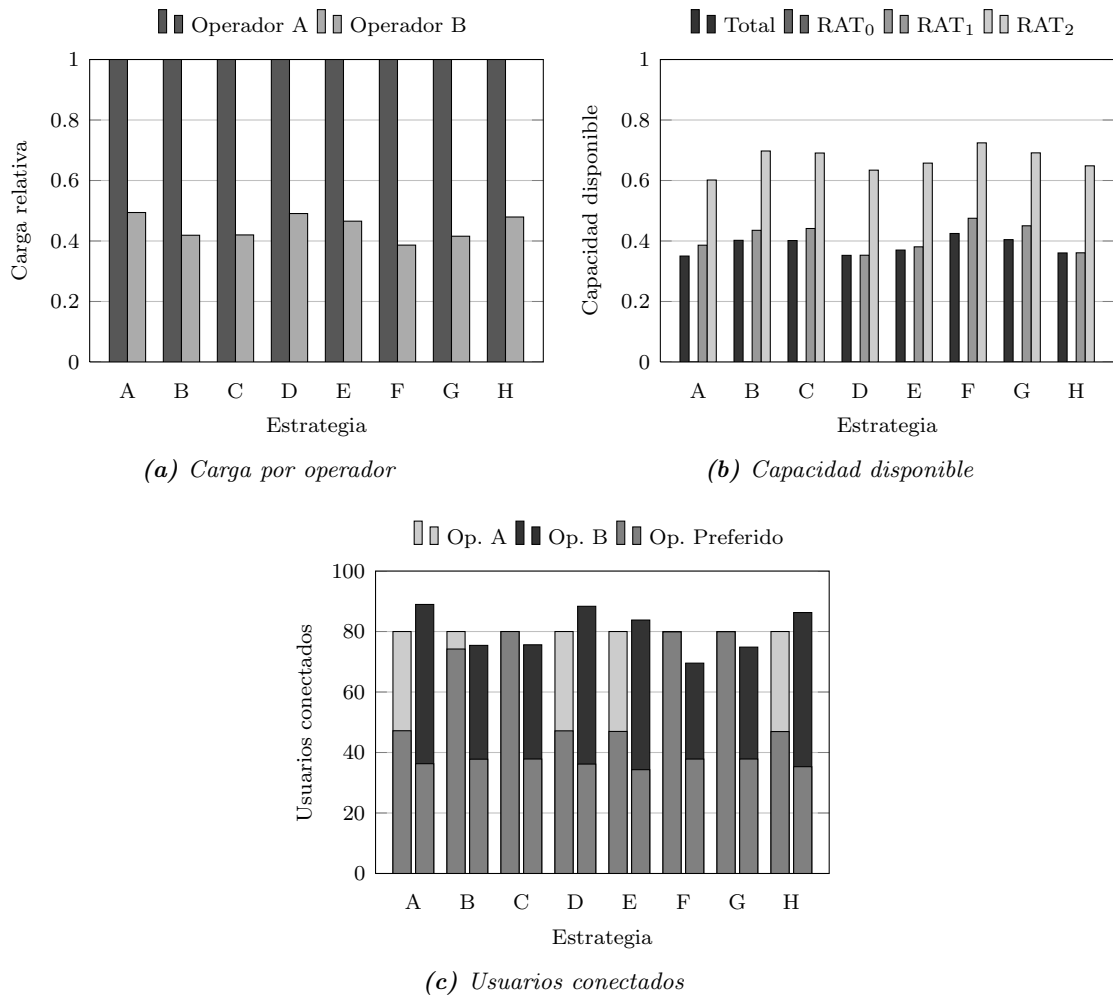 Operador A Operador B
1
0.8
0.6
0.4
0.2
0
Carga relativa
A B C D E F G H
Estrategia
(a) Carga por operador
Total RAT0 RAT1 RAT2
1
0.8
0.6
0.4
0.2
0
Capacidad disponible
A B C D E F G H
Estrategia
(b) Capacidad disponible
Op. A Op. B Op. Preferido
100
80
60
40
20
0
Usuarios conectados
A B C D E F G H
Estrategia
(c) Usuarios conectados